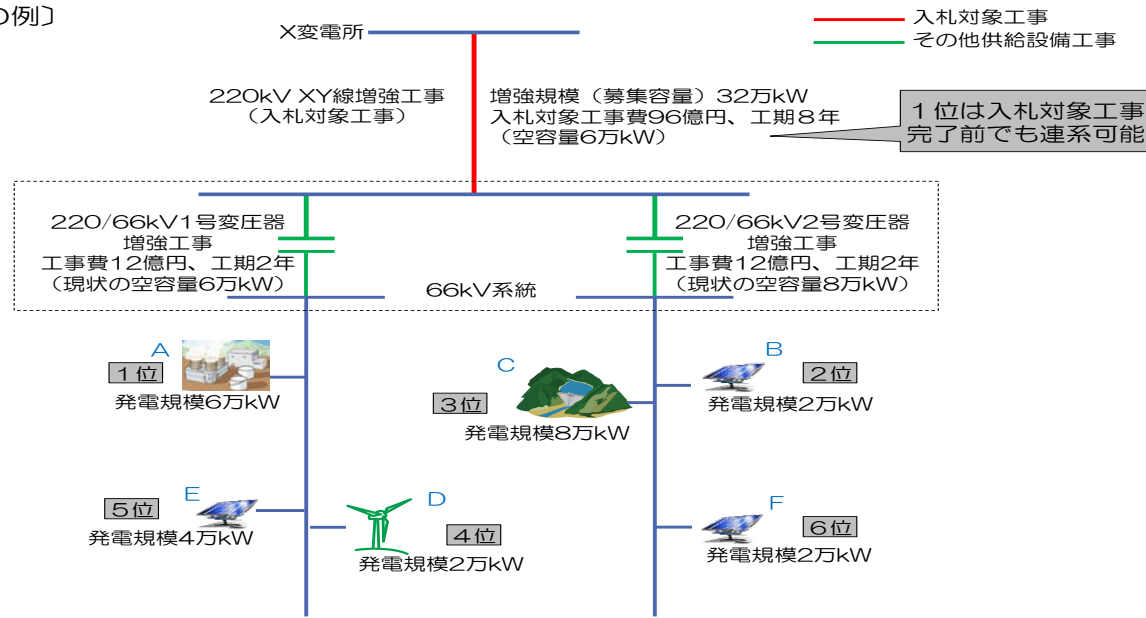 の例〕
X変電所
入札対象工事
その他供給設備工事
220kV XY線増強工事
（入札対象工事）
増強規模（募集容量）32万kW
入札対象工事費96億円、工期８年
（空容量6万kW）
１位は入札対象工事
完了前でも連系可能
220/66kV1号変圧器
増強工事
工事費12億円、工期2年
（現状の空容量6万kW）
66kV系統
220/66kV2号変圧器
増強工事
工事費12億円、工期2年
（現状の空容量8万kW）
A
１位
発電規模6万kW
C
３位
発電規模8万kW
B
２位
発電規模2万kW
E
５位
発電規模4万kW
D
４位
発電規模2万kW
F
６位
発電規模2万kW